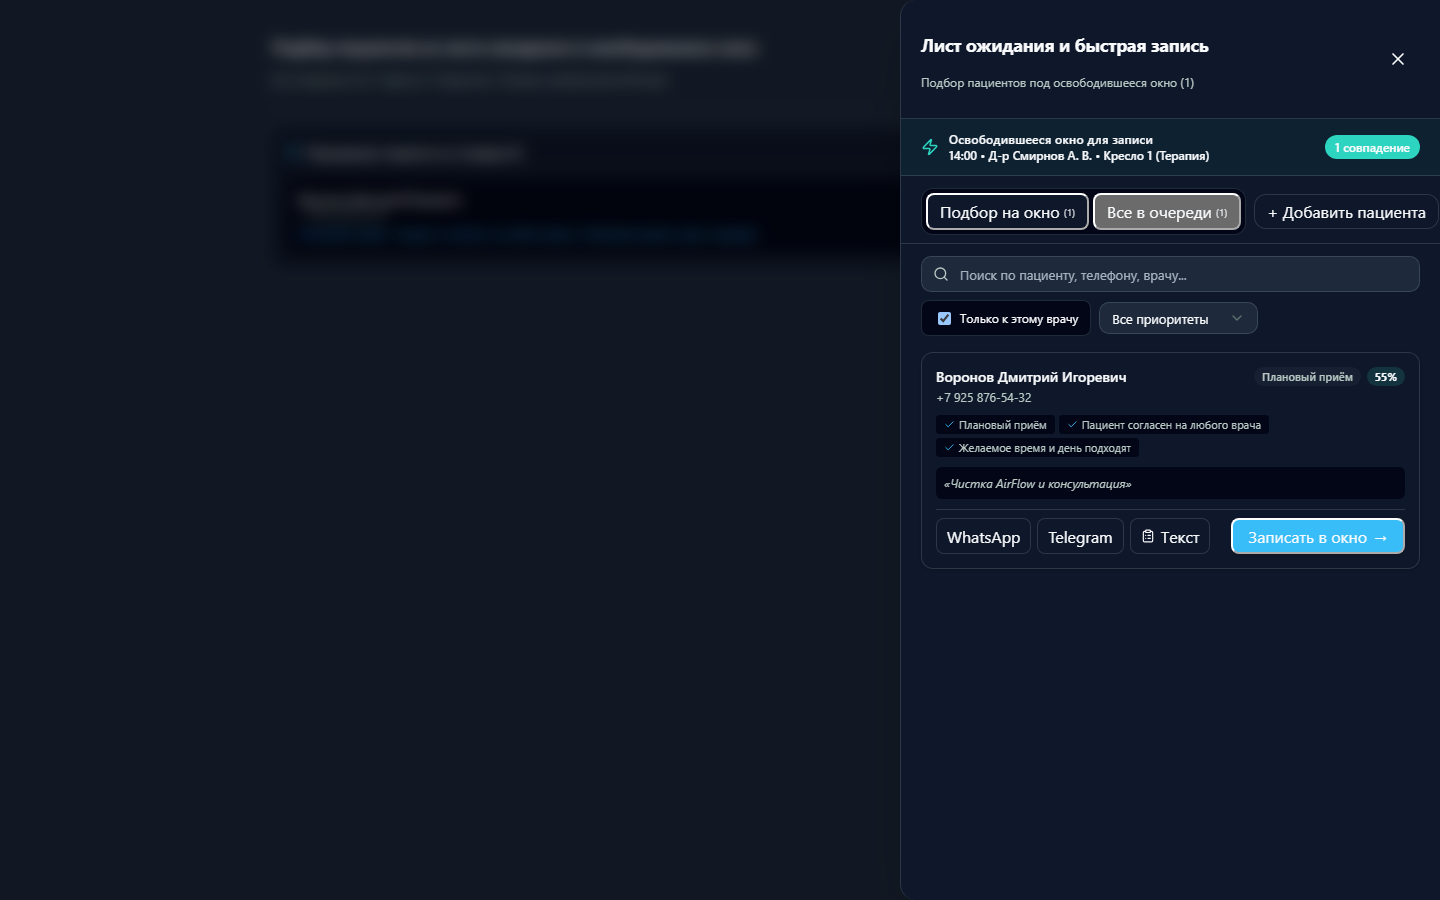 Лист ожидания и быстрая запись
Подбор пациентов под освободившееся окно (1)
Освободившееся окно для записи
14:00 • Д-р Смирнов А. В. • Кресло 1 (Терапия)
1 совпадение
Подбор на окно (1)
Все в очереди (1)
+ Добавить пациента
Поиск по пациенту, телефону, врачу...
Только к этому врачу
Все приоритеты
Воронов Дмитрий Игоревич
Плановый приём
55%
+7 925 876-54-32
Плановый приём
Пациент согласен на любого врача
Желаемое время и день подходят
«Чистка AirFlow и консультация»
WhatsApp
Telegram
Текст
Записать в окно →